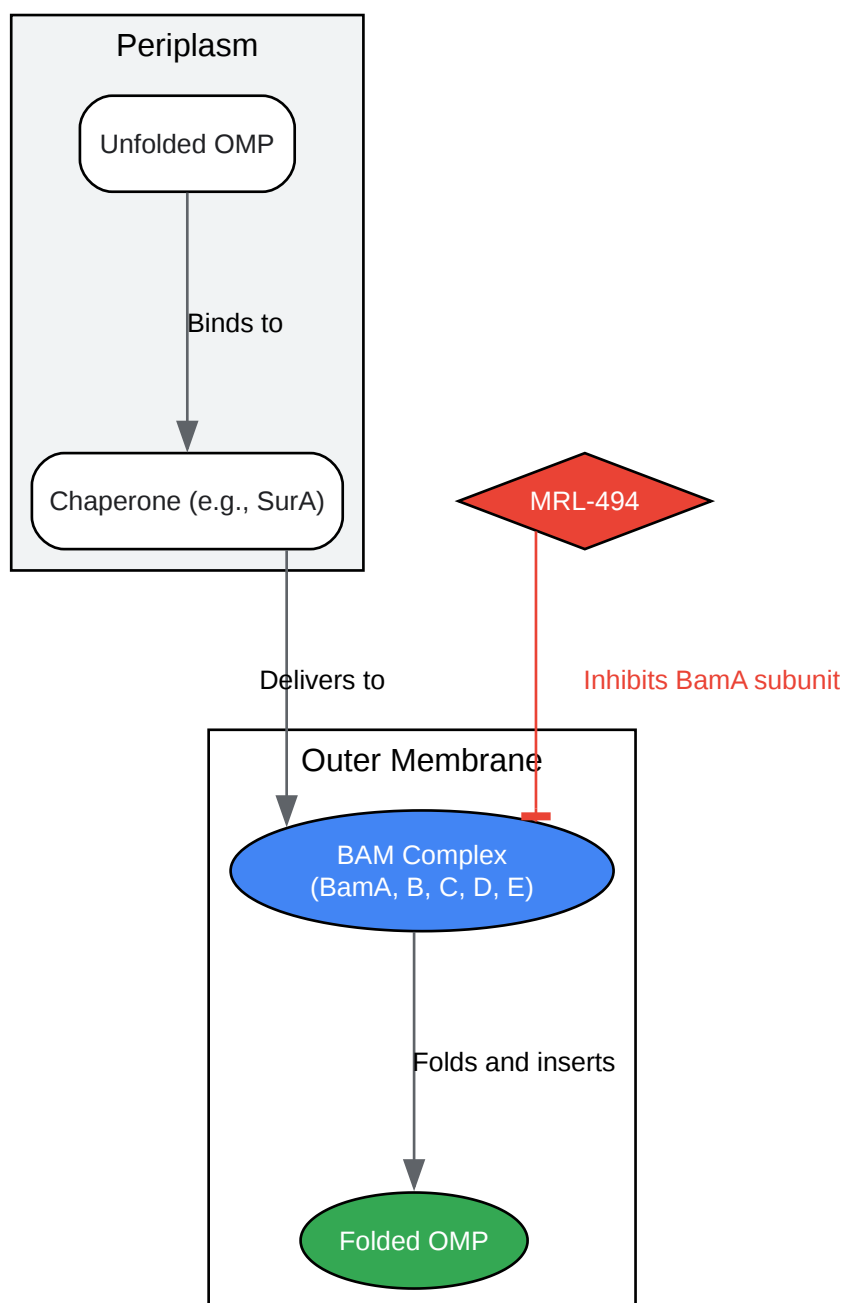 Periplasm
Unfolded OMP
Binds to
Chaperone (e.g., SurA)
MRL-494
Delivers to
Inhibits BamA subunit
Outer Membrane
BAM Complex
(BamA, B, C, D, E)
Folds and inserts
Folded OMP